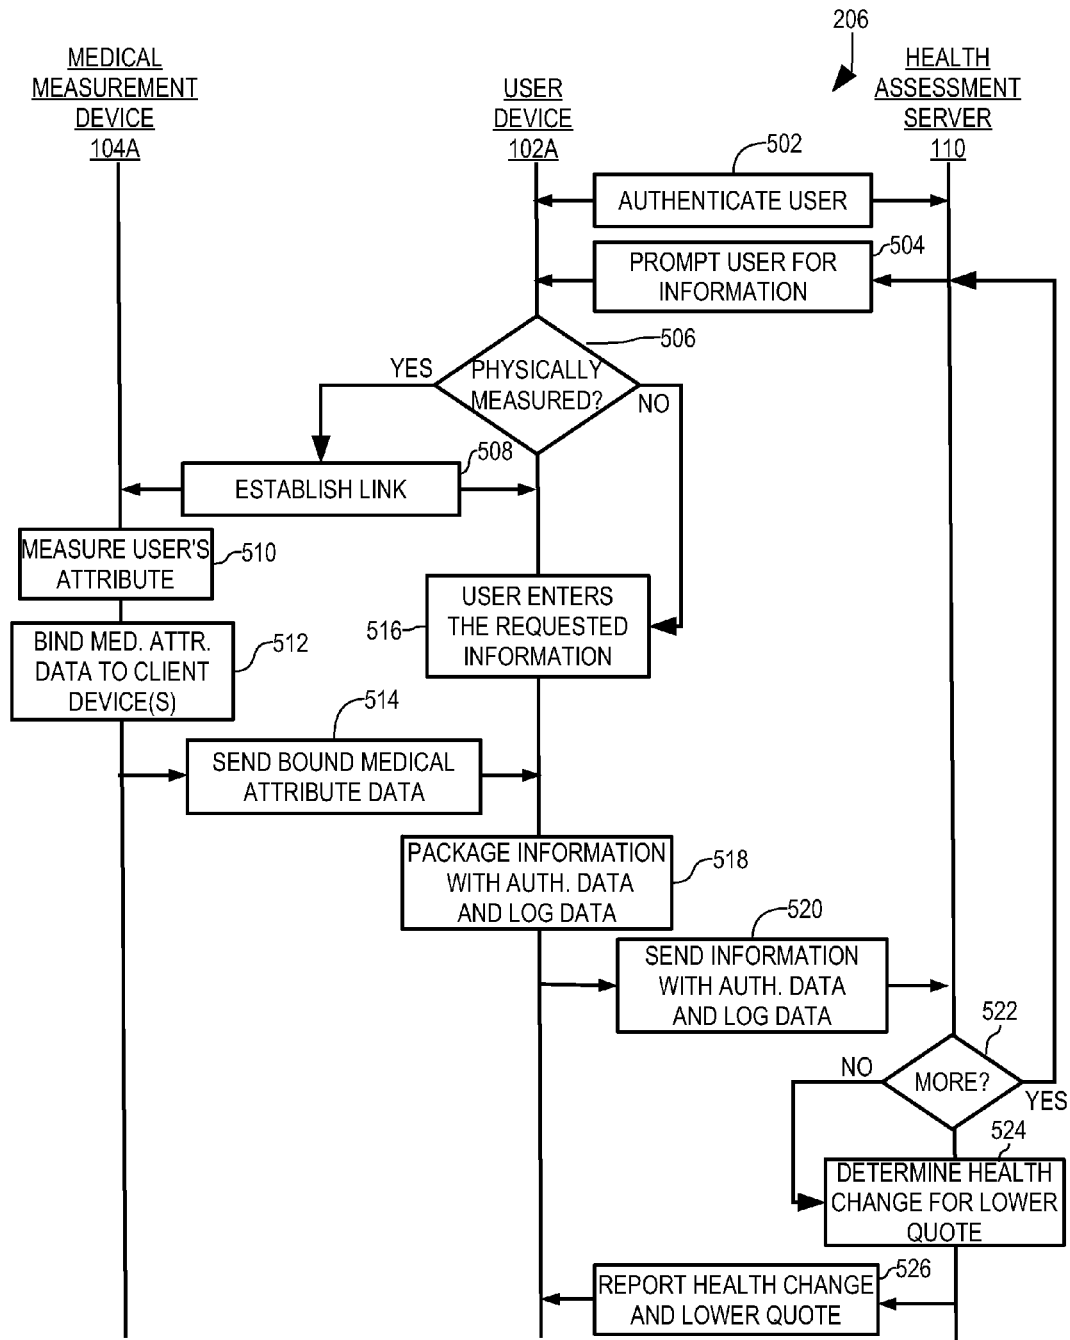 206
MEDICAL
MEASUREMENT
DEVICE
104A
USER
DEVICE
102A
HEALTH
ASSESSMENT
SERVER
110
502
AUTHENTICATE USER
504
PROMPT USER FOR
INFORMATION
506
YES
PHYSICALLY
MEASURED?
NO
508
ESTABLISH LINK
MEASURE USER'S
ATTRIBUTE
510
USER ENTERS
THE REQUESTED
INFORMATION
516
BIND MED. ATTR.
DATA TO CLIENT
DEVICE(S)
512
514
SEND BOUND MEDICAL
ATTRIBUTE DATA
PACKAGE INFORMATION
WITH AUTH. DATA
AND LOG DATA
518
520
SEND INFORMATION
WITH AUTH. DATA
AND LOG DATA
522
NO
MORE?
YES
524
DETERMINE HEALTH
CHANGE FOR LOWER
QUOTE
REPORT HEALTH CHANGE
AND LOWER QUOTE
526